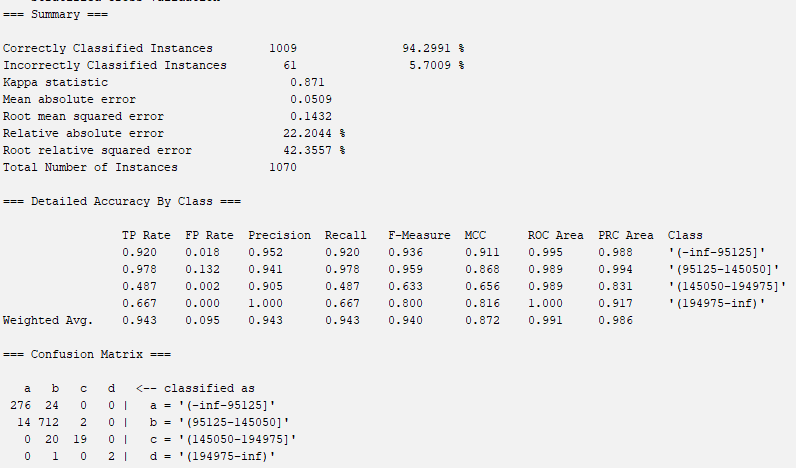 === Summary ===
Correctly Classified Instances 1009 94.2991 %
Incorrectly Classified Instances 61 5.7009 %
Kappa statistic 0.871
Mean absolute error 0.0509
Root mean squared error 0.1432
Relative absolute error 22.2044 %
Root relative squared error 42.3557 %
Total Number of Instances 1070
=== Detailed Accuracy By Class ===
TP Rate FP Rate Precision Recall F-Measure MCC ROC Area PRC Area Class
0.920 0.018 0.952 0.920 0.936 0.911 0.995 0.988 '(-inf-95125]'
0.978 0.132 0.941 0.978 0.959 0.868 0.989 0.994 '(95125-145050]'
0.487 0.002 0.905 0.487 0.633 0.656 0.989 0.831 '(145050-194975]'
0.667 0.000 1.000 0.667 0.800 0.816 1.000 0.917 '(194975-inf)'
Weighted Avg. 0.943 0.095 0.943 0.943 0.940 0.872 0.991 0.986
=== Confusion Matrix ===
a b c d <-- classified as
276 24 0 0 | a = '(-inf-95125]'
14 712 2 0 | b = '(95125-145050]'
0 20 19 0 | c = '(145050-194975]'
0 1 0 2 | d = '(194975-inf)'